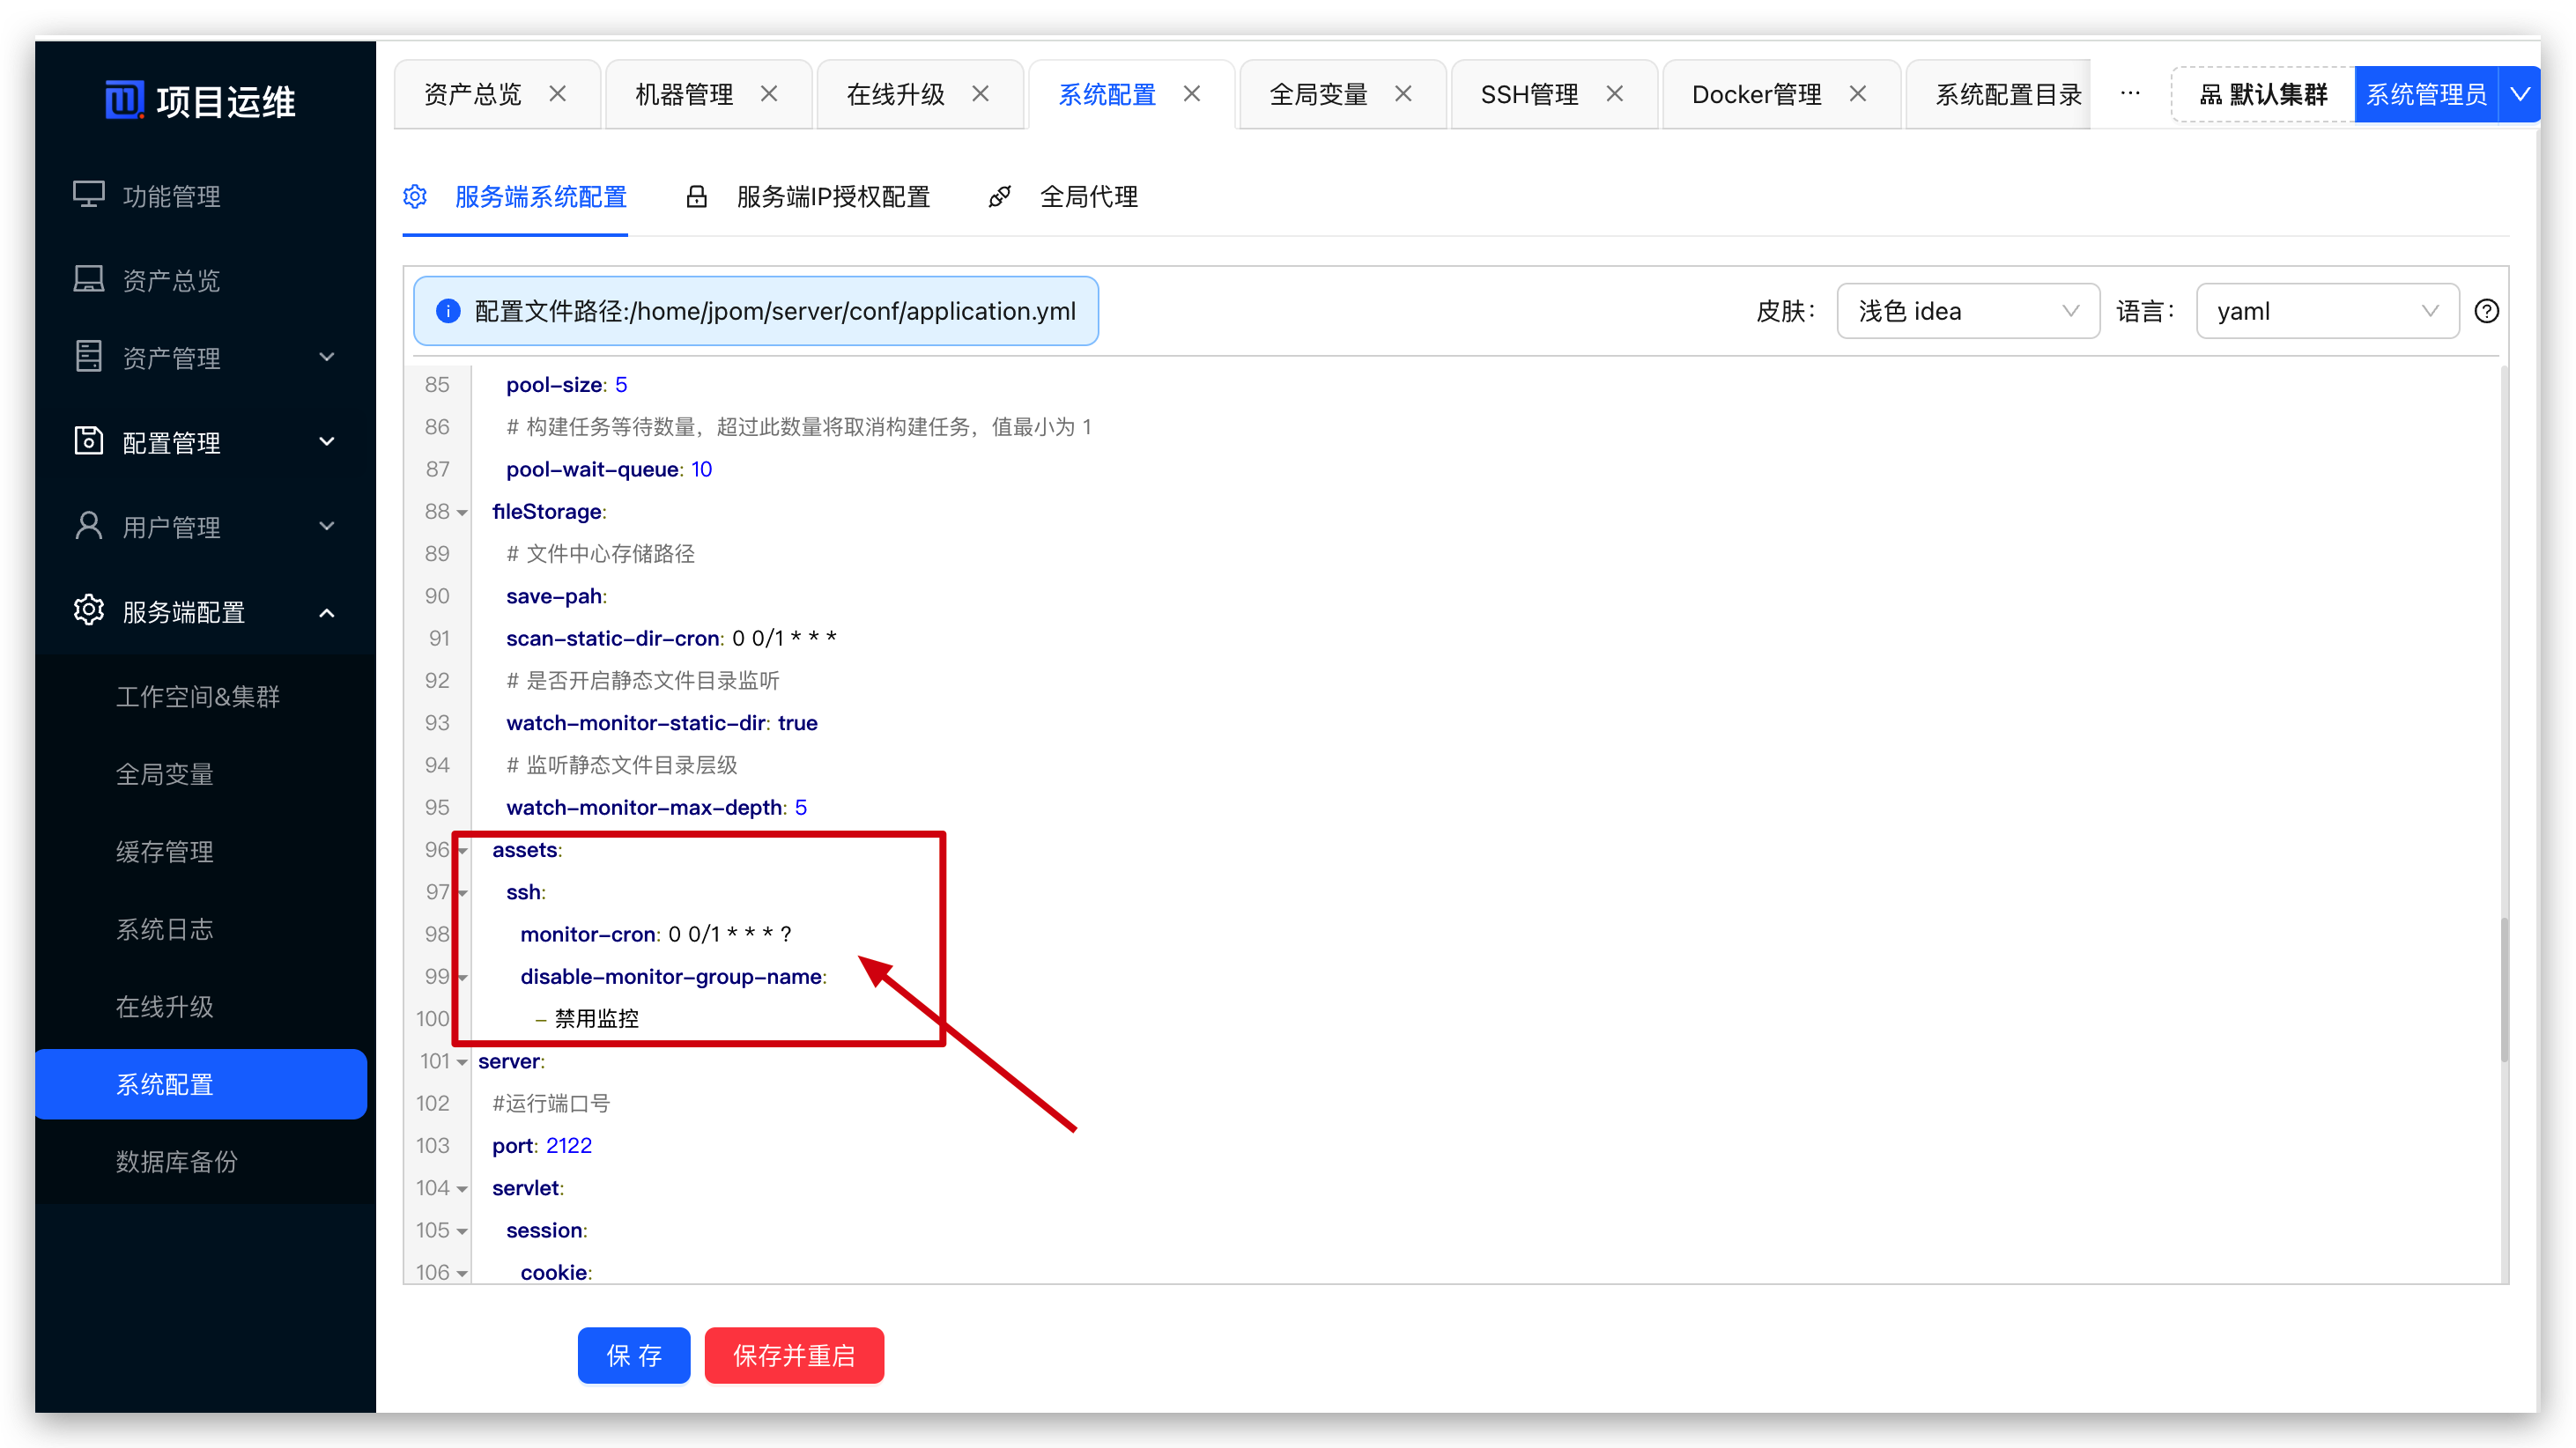 项目运维
资产总览
机器管理
在线升级
系统配置
全局变量
SSH管理
Docker管理
系统配置目录
...
默认集群
系统管理员
功能管理
资产总览
资产管理
配置管理
用户管理
服务端配置
工作空间&集群
全局变量
缓存管理
系统日志
在线升级
系统配置
数据库备份
服务端系统配置
服务端IP授权配置
全局代理
配置文件路径:/home/jpom/server/conf/application.yml
皮肤：
浅色 idea
语言：
yaml
85 pool-size: 5
86 # 构建任务等待数量，超过此数量将取消构建任务，值最小为 1
87 pool-wait-queue: 10
88 fileStorage:
89 # 文件中心存储路径
90 save-pah:
91 scan-static-dir-cron: 0 0/1 * * *
92 # 是否开启静态文件目录监听
93 watch-monitor-static-dir: true
94 # 监听静态文件目录层级
95 watch-monitor-max-depth: 5
96 assets:
97 ssh:
98 monitor-cron: 0 0/1 * * * ?
99 disable-monitor-group-name:
100 - 禁用监控
101 server:
102 #运行端口号
103 port: 2122
104 servlet:
105 session:
106 cookie:
保 存
保存并重启